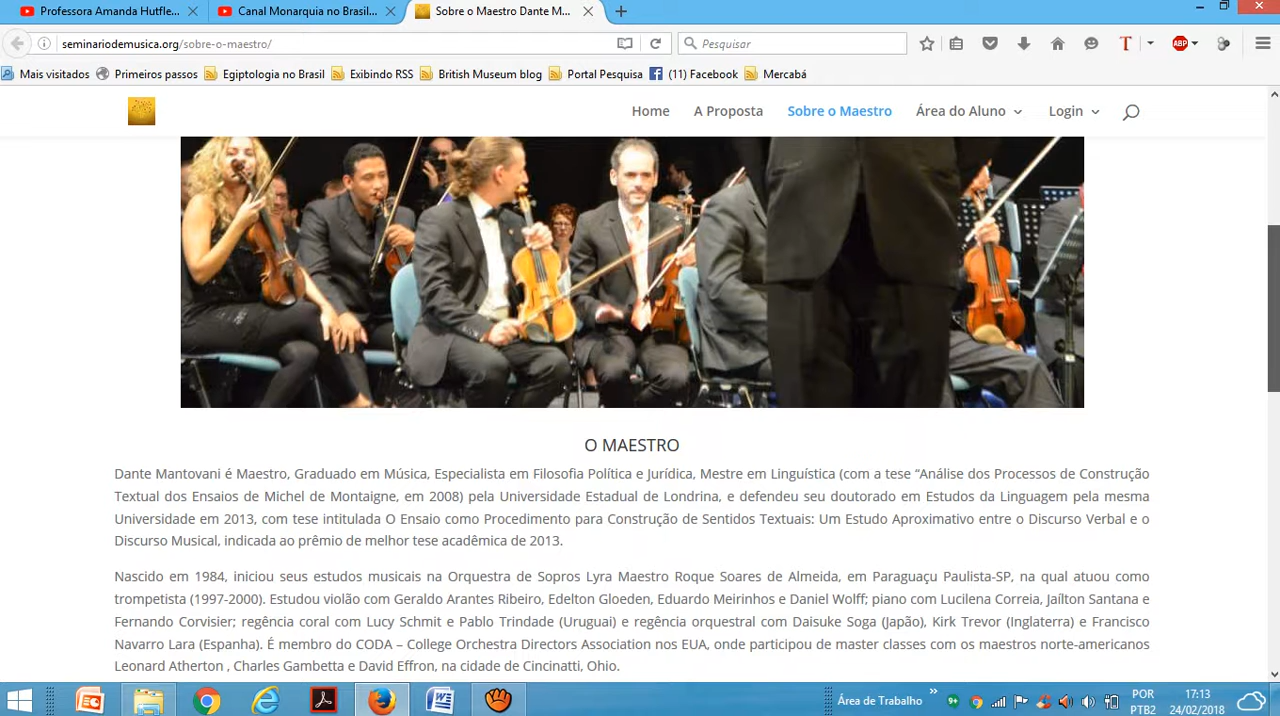 Professora Amanda Hutfle...
Canal Monarquia no Brasil...
Sobre o Maestro Dante M...
seminariodemusica.org/sobre-o-maestro/
Pesquisar
Mais visitados
Primeiros passos
Egiptologia no Brasil
Exibindo RSS
British Museum blog
Portal Pesquisa
(11) Facebook
Mercabá
Home
A Proposta
Sobre o Maestro
Área do Aluno
Login
O MAESTRO
Dante Mantovani é Maestro, Graduado em Música, Especialista em Filosofia Política e Jurídica, Mestre em Linguística (com a tese “Análise dos Processos de Construção
Textual dos Ensaios de Michel de Montaigne, em 2008) pela Universidade Estadual de Londrina, e defendeu seu doutorado em Estudos da Linguagem pela mesma
Universidade em 2013, com tese intitulada O Ensaio como Procedimento para Construção de Sentidos Textuais: Um Estudo Aproximativo entre o Discurso Verbal e o
Discurso Musical, indicada ao prêmio de melhor tese acadêmica de 2013.
Nascido em 1984, iniciou seus estudos musicais na Orquestra de Sopros Lyra Maestro Roque Soares de Almeida, em Paraguaçu Paulista-SP, na qual atuou como
trompetista (1997-2000). Estudou violão com Geraldo Arantes Ribeiro, Edelton Gloeden, Eduardo Meirinhos e Daniel Wolff; piano com Lucilena Correia, Jaílton Santana e
Fernando Corvisier; regência coral com Lucy Schmit e Pablo Trindade (Uruguai) e regência orquestral com Daisuke Soga (Japão), Kirk Trevor (Inglaterra) e Francisco
Navarro Lara (Espanha). É membro do CODA – College Orchestra Directors Association nos EUA, onde participou de master classes com os maestros norte-americanos
Leonard Atherton , Charles Gambetta e David Effron, na cidade de Cincinatti, Ohio.
Área de Trabalho
POR
PTB2
17:13
24/02/2018